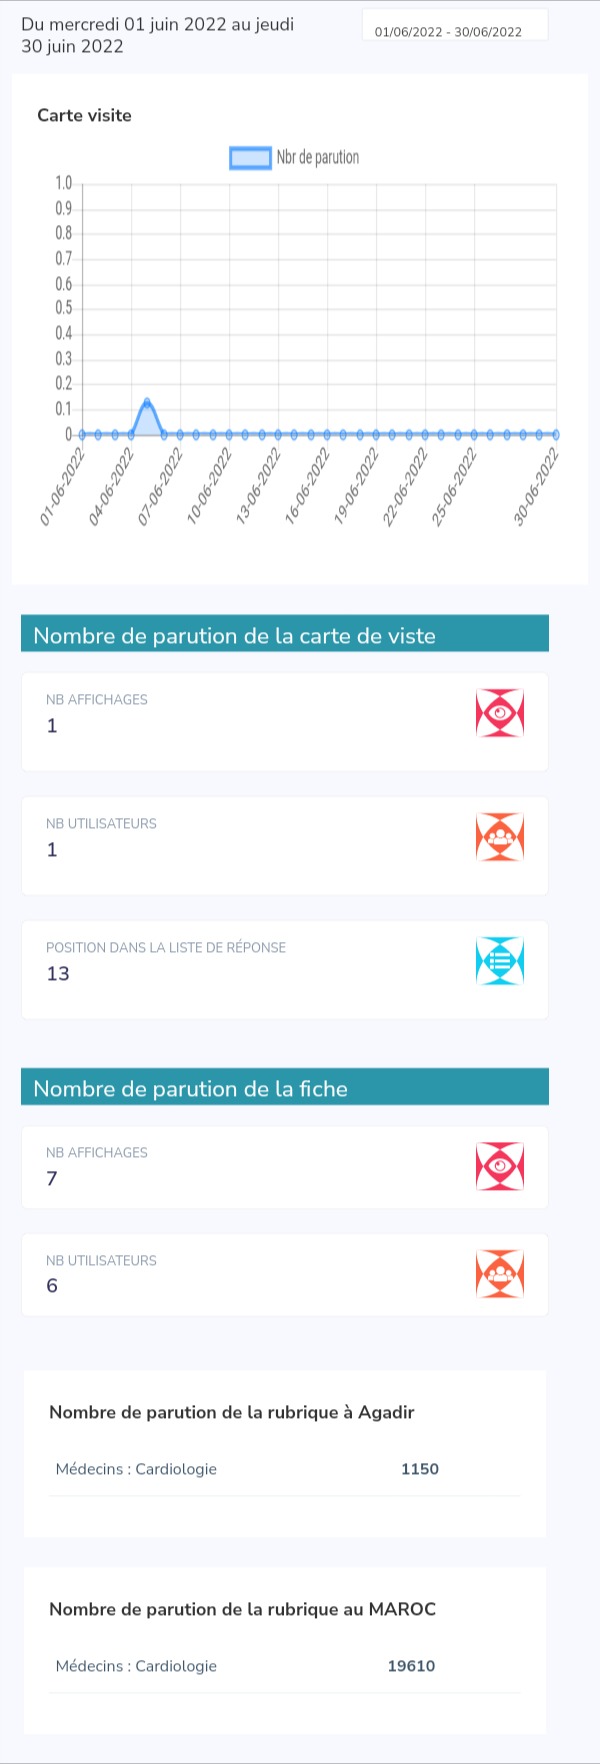 Du mercredi 01 juin 2022 au jeudi
30 juin 2022
01/06/2022 - 30/06/2022
Carte visite
Nbr de parution
1.0
0.9
0.8
0.7
0.6
0.5
0.4
0.3
0.2
0.1
0
01-06-2022
04-06-2022
07-06-2022
10-06-2022
13-06-2022
16-06-2022
19-06-2022
22-06-2022
25-06-2022
30-06-2022
Nombre de parution de la carte de viste
NB AFFICHAGES
1
NB UTILISATEURS
1
POSITION DANS LA LISTE DE RÉPONSE
13
Nombre de parution de la fiche
NB AFFICHAGES
7
NB UTILISATEURS
6
Nombre de parution de la rubrique à Agadir
Médecins : Cardiologie 1150
Nombre de parution de la rubrique au MAROC
Médecins : Cardiologie 19610